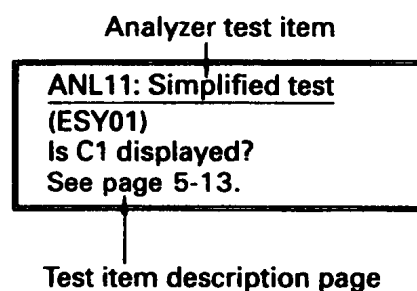 Analyzer test item
ANL11: Simplified test
(ESY01)
Is C1 displayed?
See page 5-13.
Test item description page